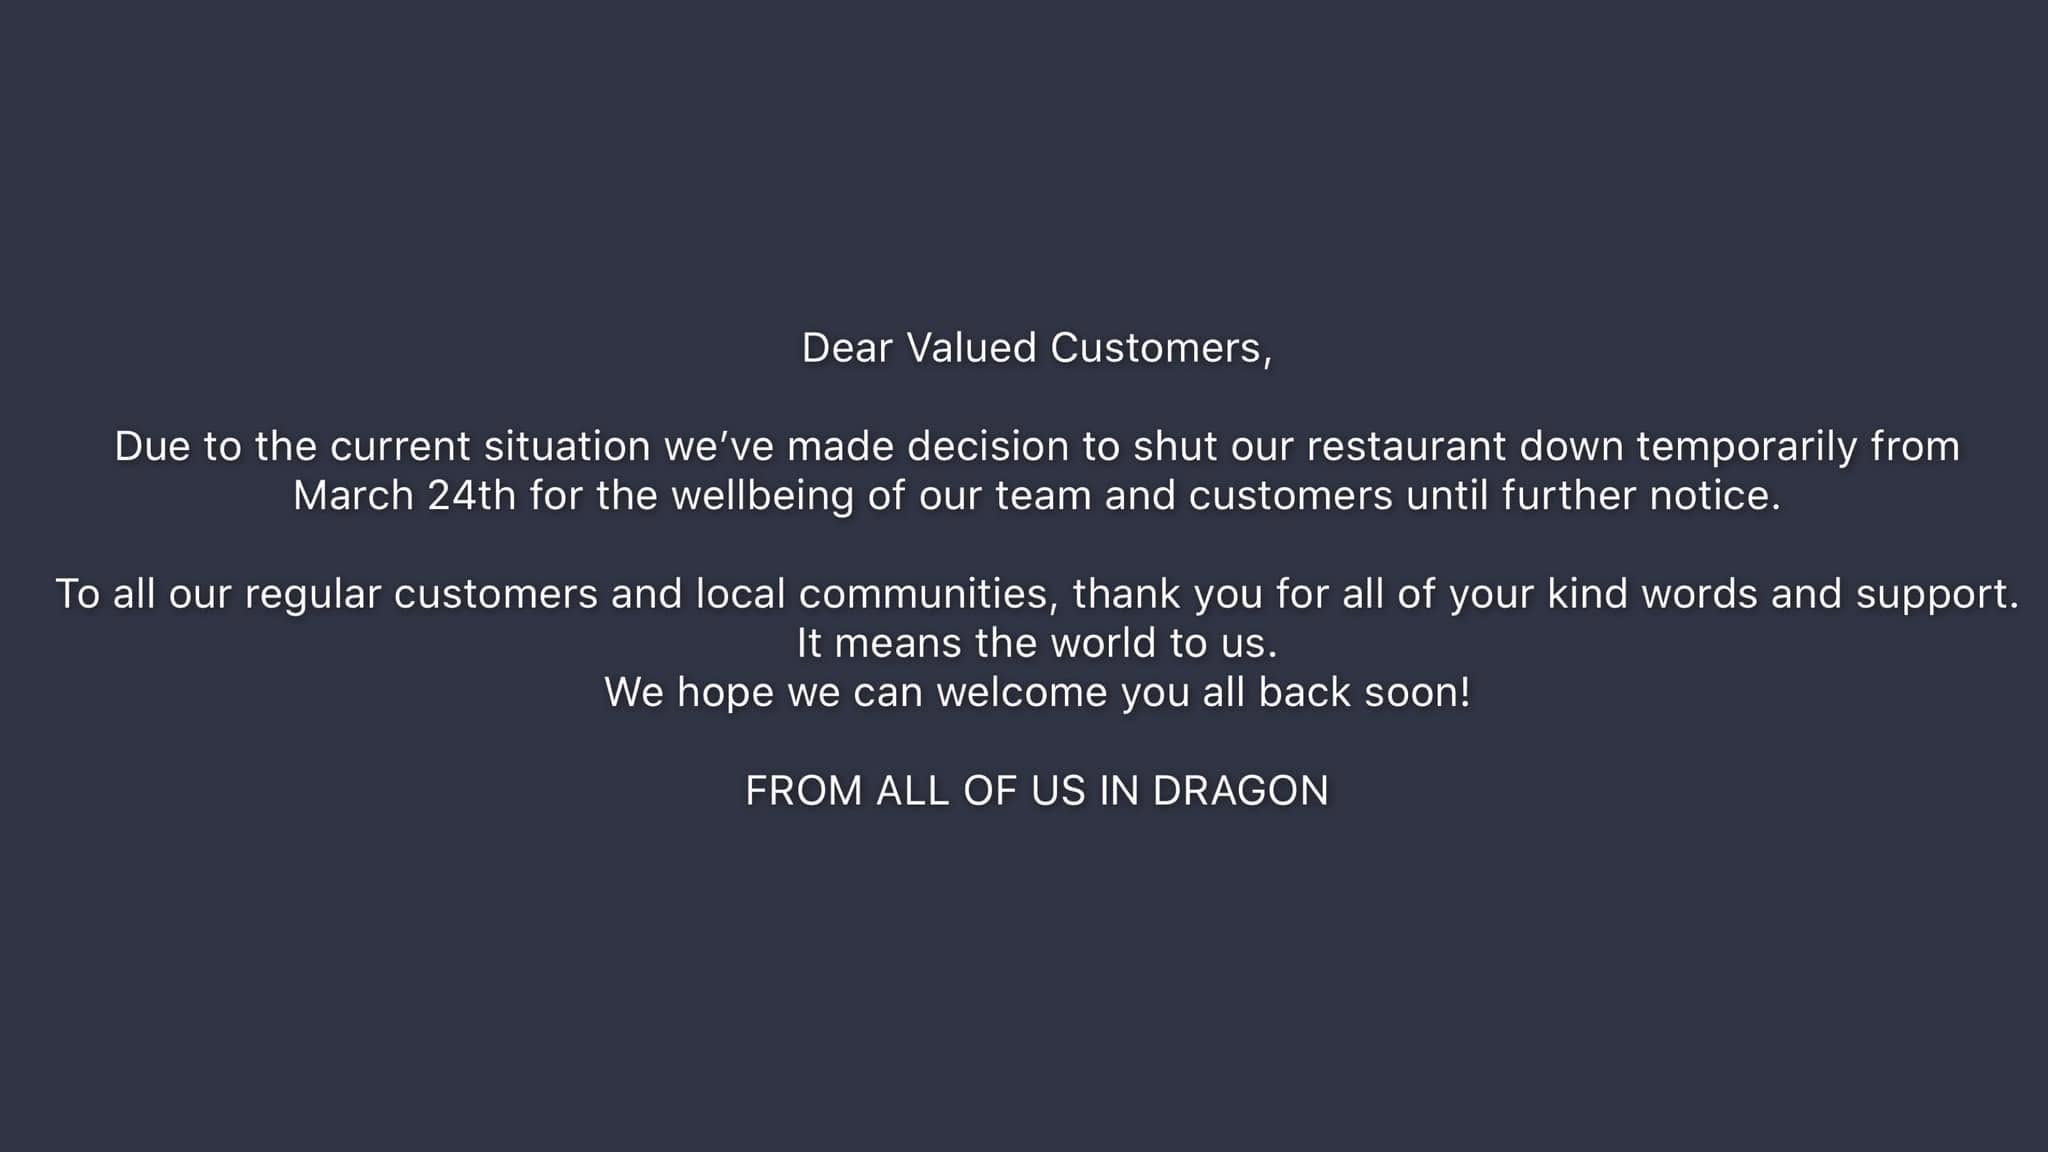 Dear Valued Customers,
Due to the current situation we’ve made decision to shut our restaurant down temporarily from
March 24th for the wellbeing of our team and customers until further notice.
To all our regular customers and local communities, thank you for all of your kind words and support.
It means the world to us.
We hope we can welcome you all back soon!
FROM ALL OF US IN DRAGON